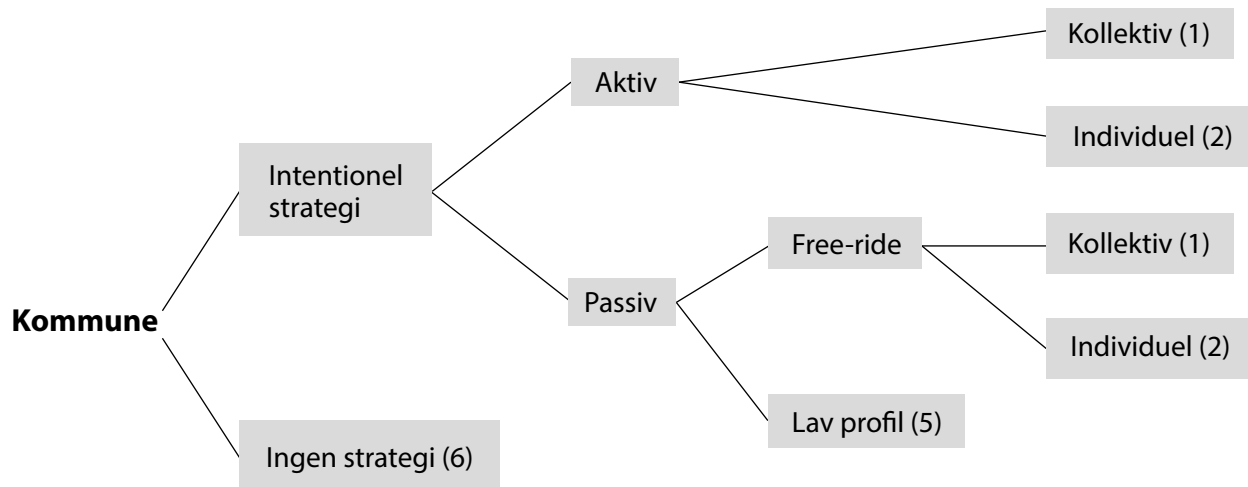 Kollektiv (1)
Aktiv
Individuel (2)
Intentionel
strategi
Free-ride
Kollektiv (1)
Passiv
Kommune
Individuel (2)
Lav profil (5)
Ingen strategi (6)